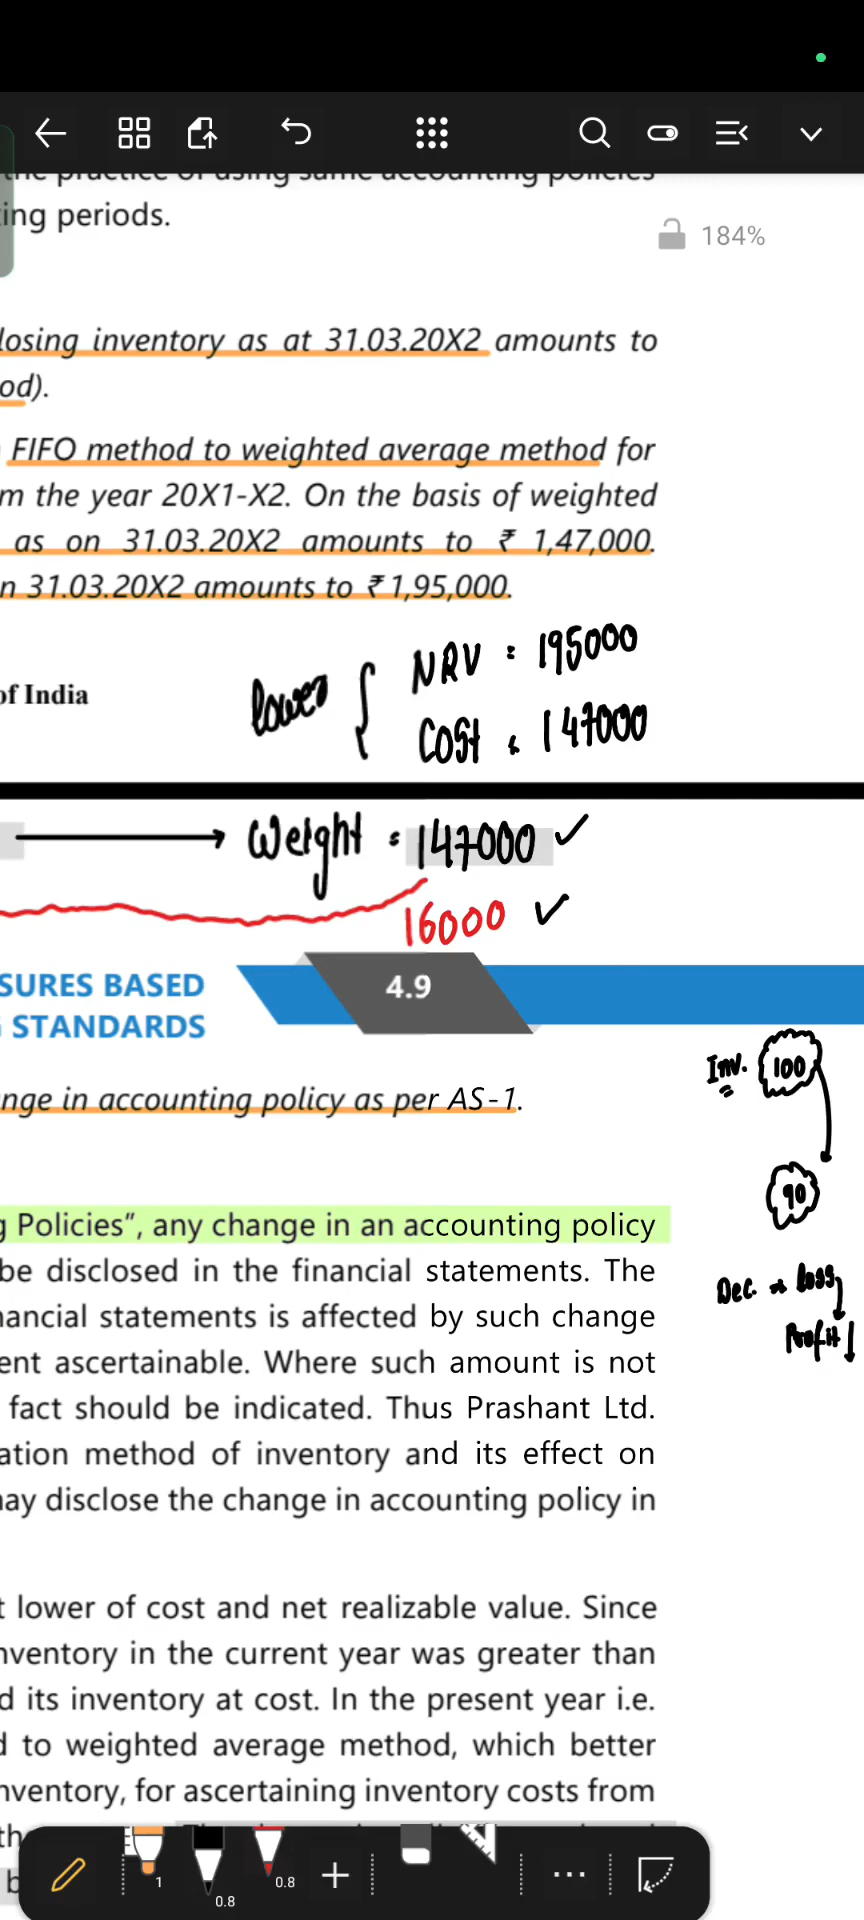 ing periods.
184%
losing inventory as at 31.03.20X2 amounts to
od).
FIFO method to weighted average method for
m the year 20X1-X2. On the basis of weighted
as on 31.03.20X2 amounts to ₹ 1,47,000.
n 31.03.20X2 amounts to ₹ 1,95,000.
NRV : 195000
of India
lower
Cost : 147000
Weight = 147000 ✓
16000 ✓
SURES BASED
4.9
STANDARDS
Inv. 100
nge in accounting policy as per AS-1.
90
g Policies”, any change in an accounting policy
be disclosed in the financial statements. The
Dec. → loss
nancial statements is affected by such change
Profit ↓
ent ascertainable. Where such amount is not
fact should be indicated. Thus Prashant Ltd.
ation method of inventory and its effect on
ay disclose the change in accounting policy in
t lower of cost and net realizable value. Since
nventory in the current year was greater than
d its inventory at cost. In the present year i.e.
d to weighted average method, which better
nventory, for ascertaining inventory costs from
th
b
1
0.8
0.8